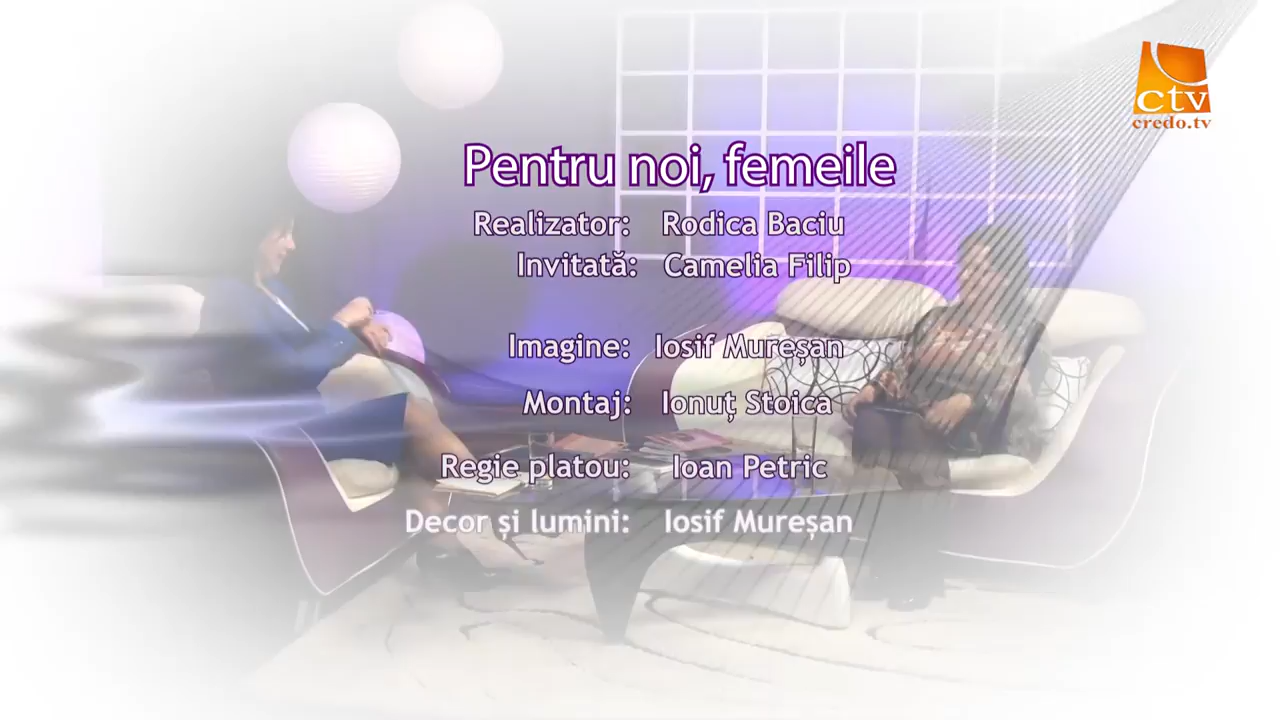 ctv
credo.tv
Pentru noi, femeile
Realizator: Rodica Baciu
Invitată: Camelia Filip
Imagine: Iosif Mureșan
Montaj: Ionuț Stoica
Regie platou: Ioan Petric
Decor și lumini: Iosif Mureșan